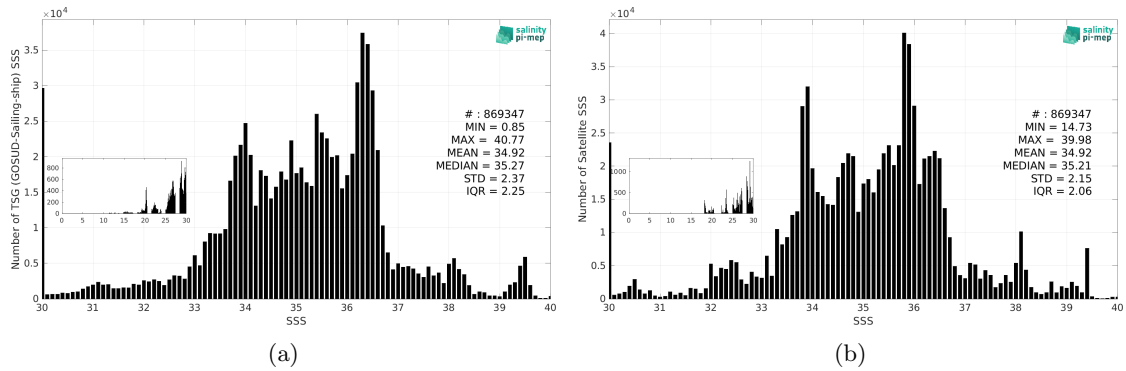 ×10⁴
3.5
3
2.5
2
1.5
1
0.5
0
Number of TSG (GOSUD-Sailing-ship) SSS
salinity
pi-mep
# : 869347
MIN = 0.85
MAX = 40.77
MEAN = 34.92
MEDIAN = 35.27
STD = 2.37
IQR = 2.25
800
600
400
200
0
0 5 10 15 20 25 30
30 31 32 33 34 35 36 37 38 39 40
SSS
(a)
×10⁴
4
3.5
3
2.5
2
1.5
1
0.5
0
Number of Satellite SSS
salinity
pi-mep
# : 869347
MIN = 14.73
MAX = 39.98
MEAN = 34.92
MEDIAN = 35.21
STD = 2.15
IQR = 2.06
1000
500
0
0 5 10 15 20 25 30
30 31 32 33 34 35 36 37 38 39 40
SSS
(b)